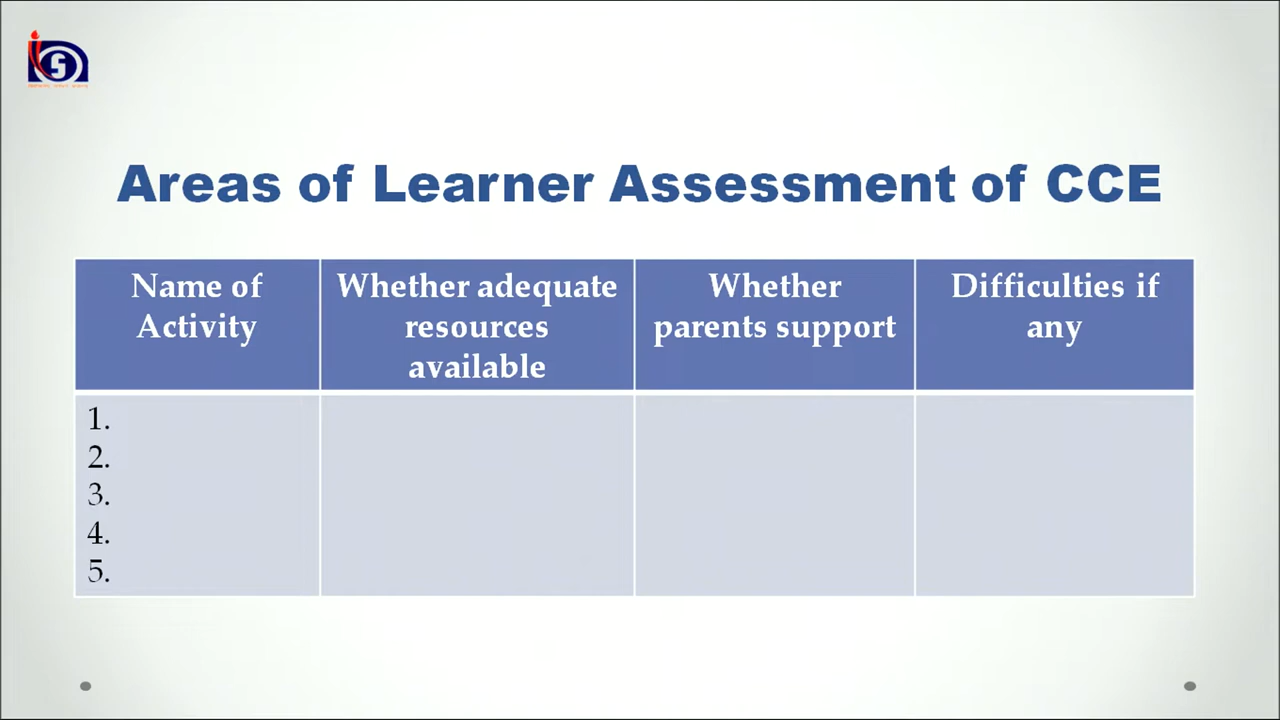 Areas of Learner Assessment of CCE
Name of Activity
Whether adequate resources available
Whether parents support
Difficulties if any
1.
2.
3.
4.
5.